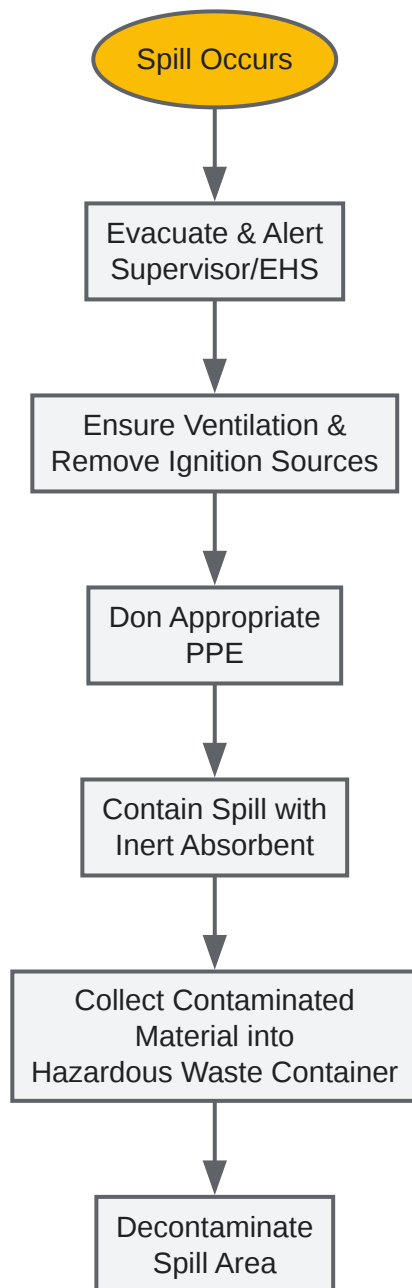 Spill Occurs
Evacuate & Alert
Supervisor/EHS
Ensure Ventilation &
Remove Ignition Sources
Don Appropriate
PPE
Contain Spill with
Inert Absorbent
Collect Contaminated
Material into
Hazardous Waste Container
Decontaminate
Spill Area